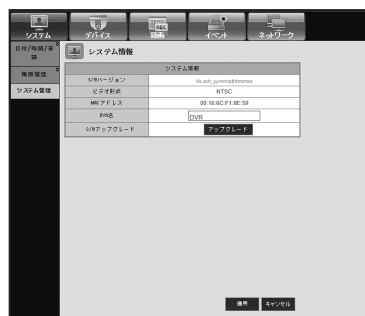 システム
デバイス
録画
イベント
ネットワーク
日付/時間/言語
権限管理
システム管理
システム情報
システム情報
S/Wバージョン
Vx.xxh_yymmddhhmmss
ビデオ形式
NTSC
MACアドレス
00:16:6C:F1:8E:59
DVR名
DVR
S/Wアップグレード
アップグレード
適用
キャンセル